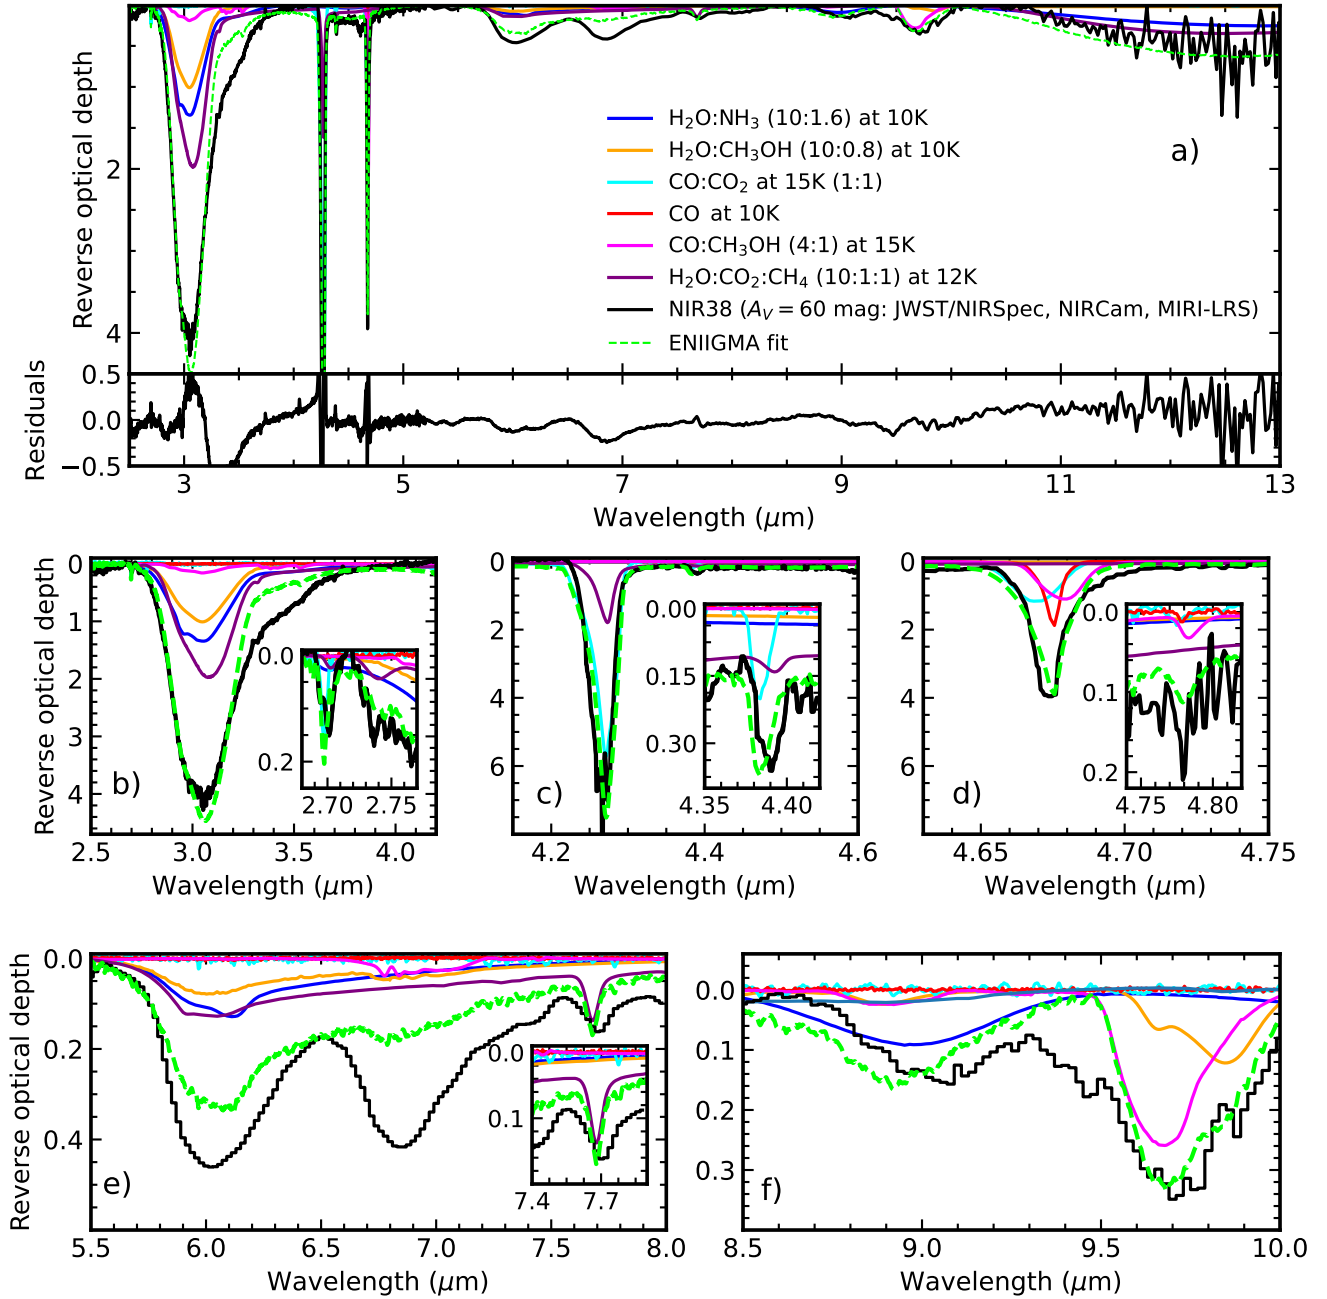 Reverse optical depth
2
4
H₂O:NH₃ (10:1.6) at 10K
H₂O:CH₃OH (10:0.8) at 10K
CO:CO₂ at 15K (1:1)
CO at 10K
CO:CH₃OH (4:1) at 15K
H₂O:CO₂:CH₄ (10:1:1) at 12K
NIR38 (A_V = 60 mag: JWST/NIRSpec, NIRCam, MIRI-LRS)
ENIIGMA fit
a)
Residuals
0.5
0.0
−0.5
3 5 7 9 11 13
Wavelength (μm)
Reverse optical depth
0
1
2
3
4
b)
0.0
0.2
2.70 2.75
2.5 3.0 3.5 4.0
Wavelength (μm)
0
2
4
6
c)
0.00
0.15
0.30
4.35 4.40
4.2 4.4 4.6
Wavelength (μm)
0
2
4
6
d)
0.0
0.1
0.2
4.75 4.80
4.65 4.70 4.75
Wavelength (μm)
Reverse optical depth
0.0
0.2
0.4
e)
0.0
0.1
7.4 7.7
5.5 6.0 6.5 7.0 7.5 8.0
Wavelength (μm)
Reverse optical depth
0.0
0.1
0.2
0.3
f)
8.5 9.0 9.5 10.0
Wavelength (μm)